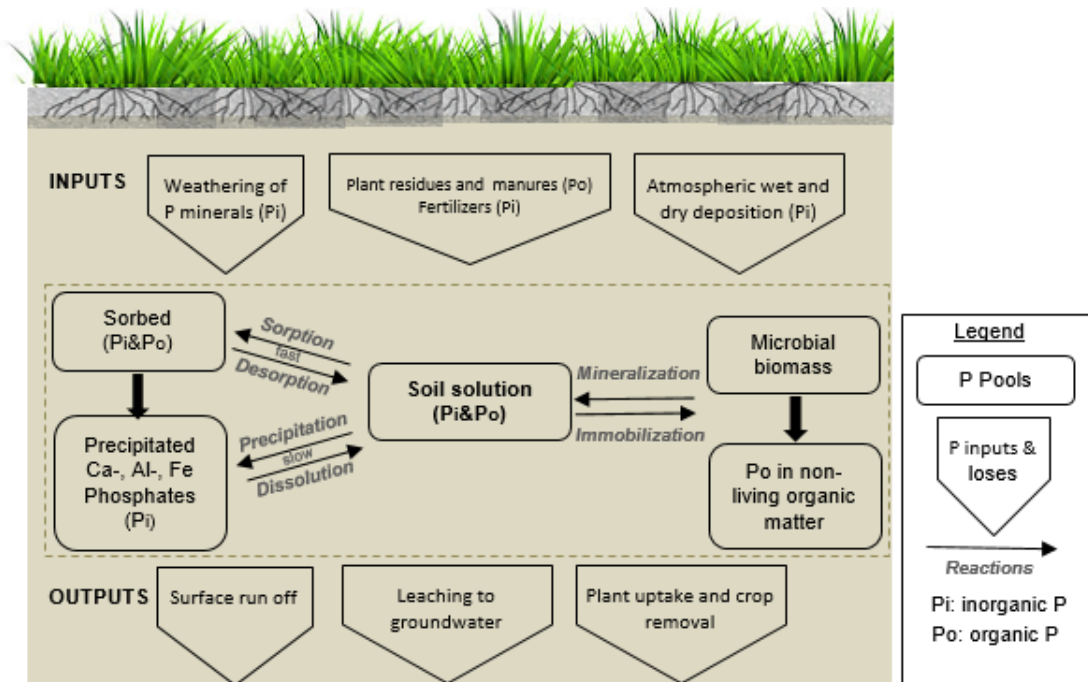 INPUTS
Weathering of
P minerals (Pi)
Plant residues and manures (Po)
Fertilizers (Pi)
Atmospheric wet and
dry deposition (Pi)
Sorbed
(Pi&Po)
Sorption
fast
Desorption
Soil solution
(Pi&Po)
Mineralization
Immobilization
Microbial
biomass
Precipitated
Ca-, Al-, Fe
Phosphates
(Pi)
Precipitation
slow
Dissolution
Po in non-
living organic
matter
OUTPUTS
Surface run off
Leaching to
groundwater
Plant uptake and crop
removal
Legend
P Pools
P inputs &
loses
Reactions
Pi: inorganic P
Po: organic P